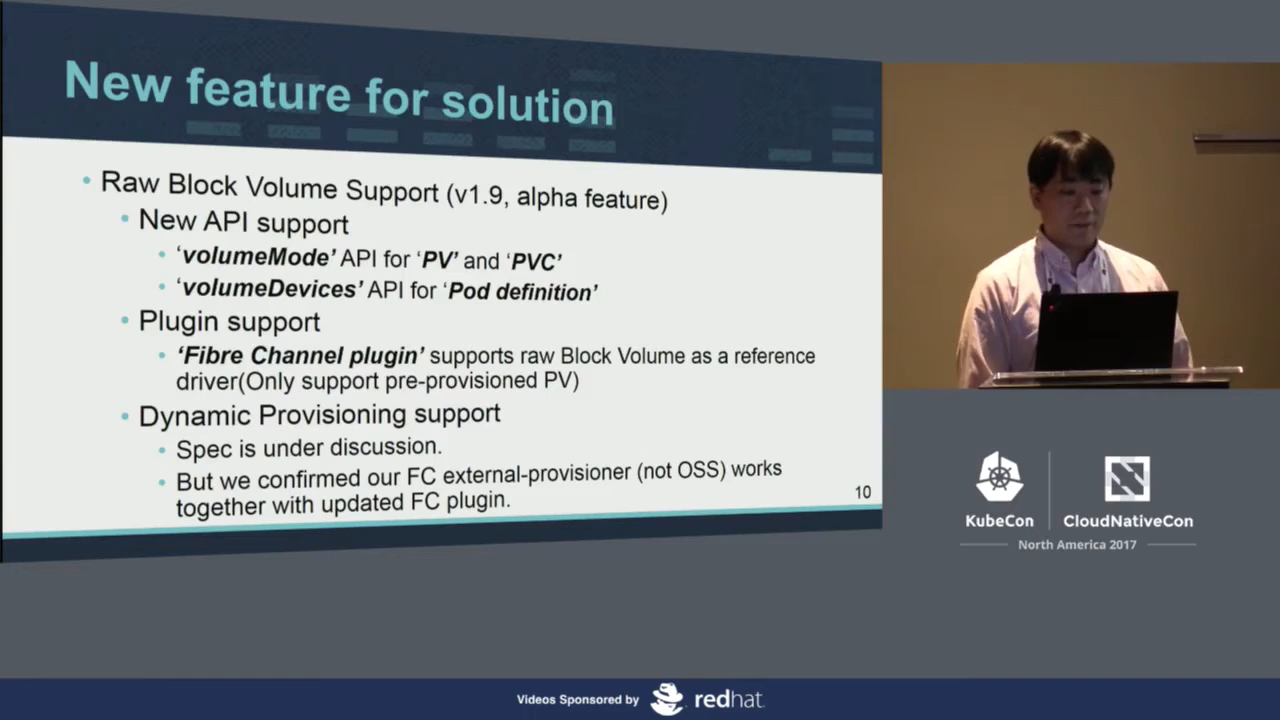 New feature for solution
• Raw Block Volume Support (v1.9, alpha feature)
• New API support
• ‘volumeMode’ API for ‘PV’ and ‘PVC’
• ‘volumeDevices’ API for ‘Pod definition’
• Plugin support
• ‘Fibre Channel plugin’ supports raw Block Volume as a reference
driver(Only support pre-provisioned PV)
• Dynamic Provisioning support
• Spec is under discussion.
• But we confirmed our FC external-provisioner (not OSS) works
together with updated FC plugin.
10
KubeCon
CloudNativeCon
North America 2017
Videos Sponsored by
redhat.